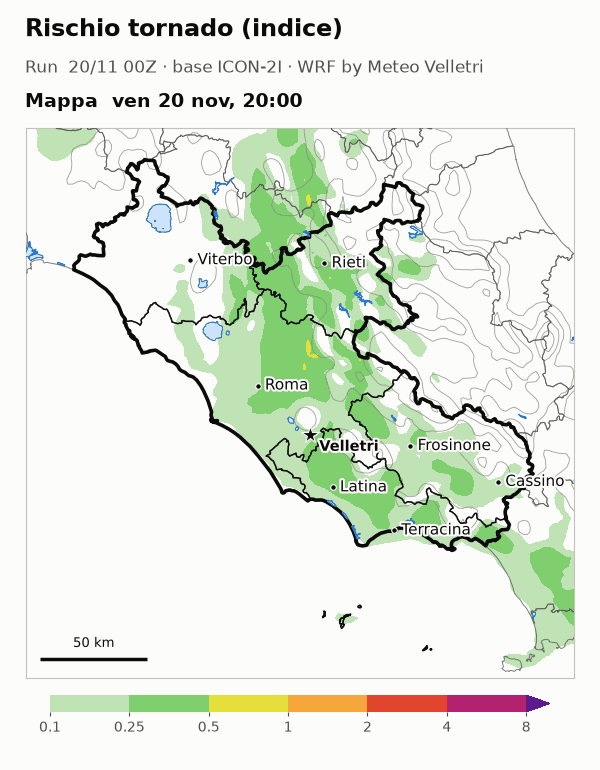 Rischio tornado (indice)
Run  20/11 00Z · base ICON-2I · WRF by Meteo Velletri
Mappa  ven 20 nov, 20:00
Viterbo
Rieti
Roma
Velletri
Frosinone
Latina
Cassino
Terracina
50 km
0.1 0.25 0.5 1 2 4 8